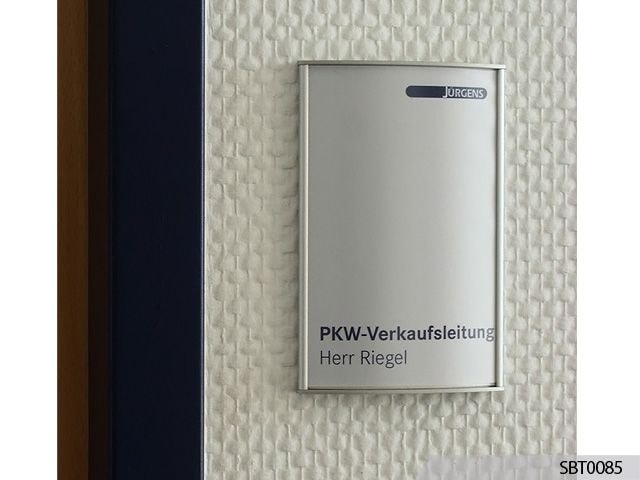 JÜRGENS
PKW-Verkaufsleitung
Herr Riegel
SBT0085